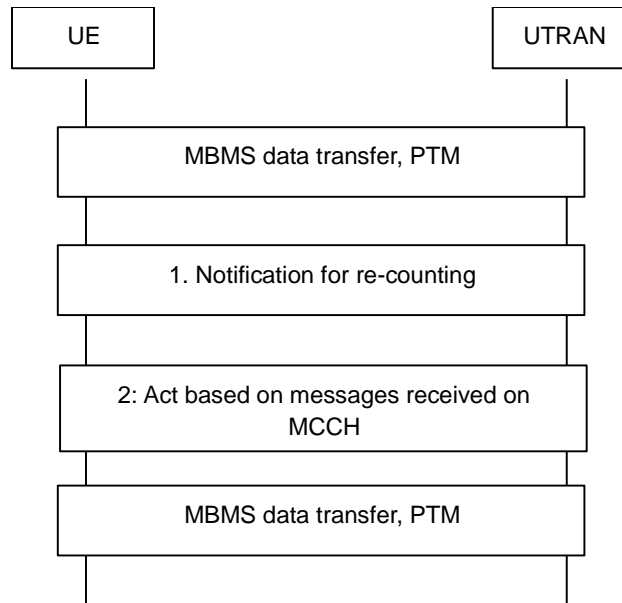 UE
UTRAN
MBMS data transfer, PTM
1. Notification for re-counting
2: Act based on messages received on
MCCH
MBMS data transfer, PTM